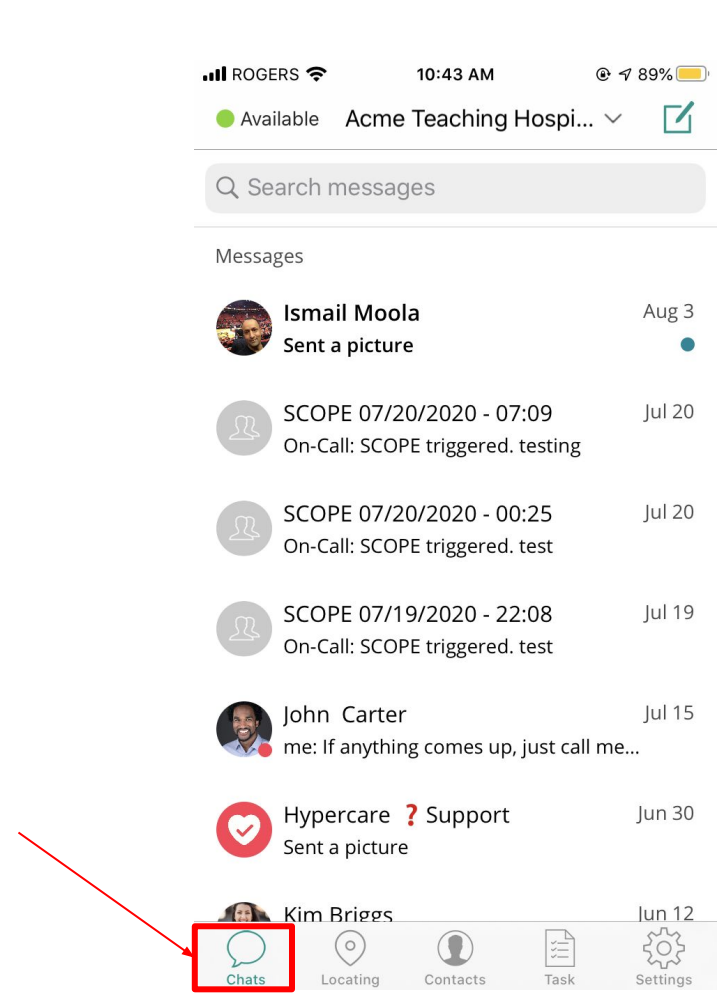 ROGERS 10:43 AM 89%
Available Acme Teaching Hospi...
Search messages
Messages
Ismail Moola Aug 3
Sent a picture
SCOPE 07/20/2020 - 07:09 Jul 20
On-Call: SCOPE triggered. testing
SCOPE 07/20/2020 - 00:25 Jul 20
On-Call: SCOPE triggered. test
SCOPE 07/19/2020 - 22:08 Jul 19
On-Call: SCOPE triggered. test
John Carter Jul 15
me: If anything comes up, just call me...
Hypercare ❓ Support Jun 30
Sent a picture
Kim Briggs Jun 12
Chats Locating Contacts Task Settings